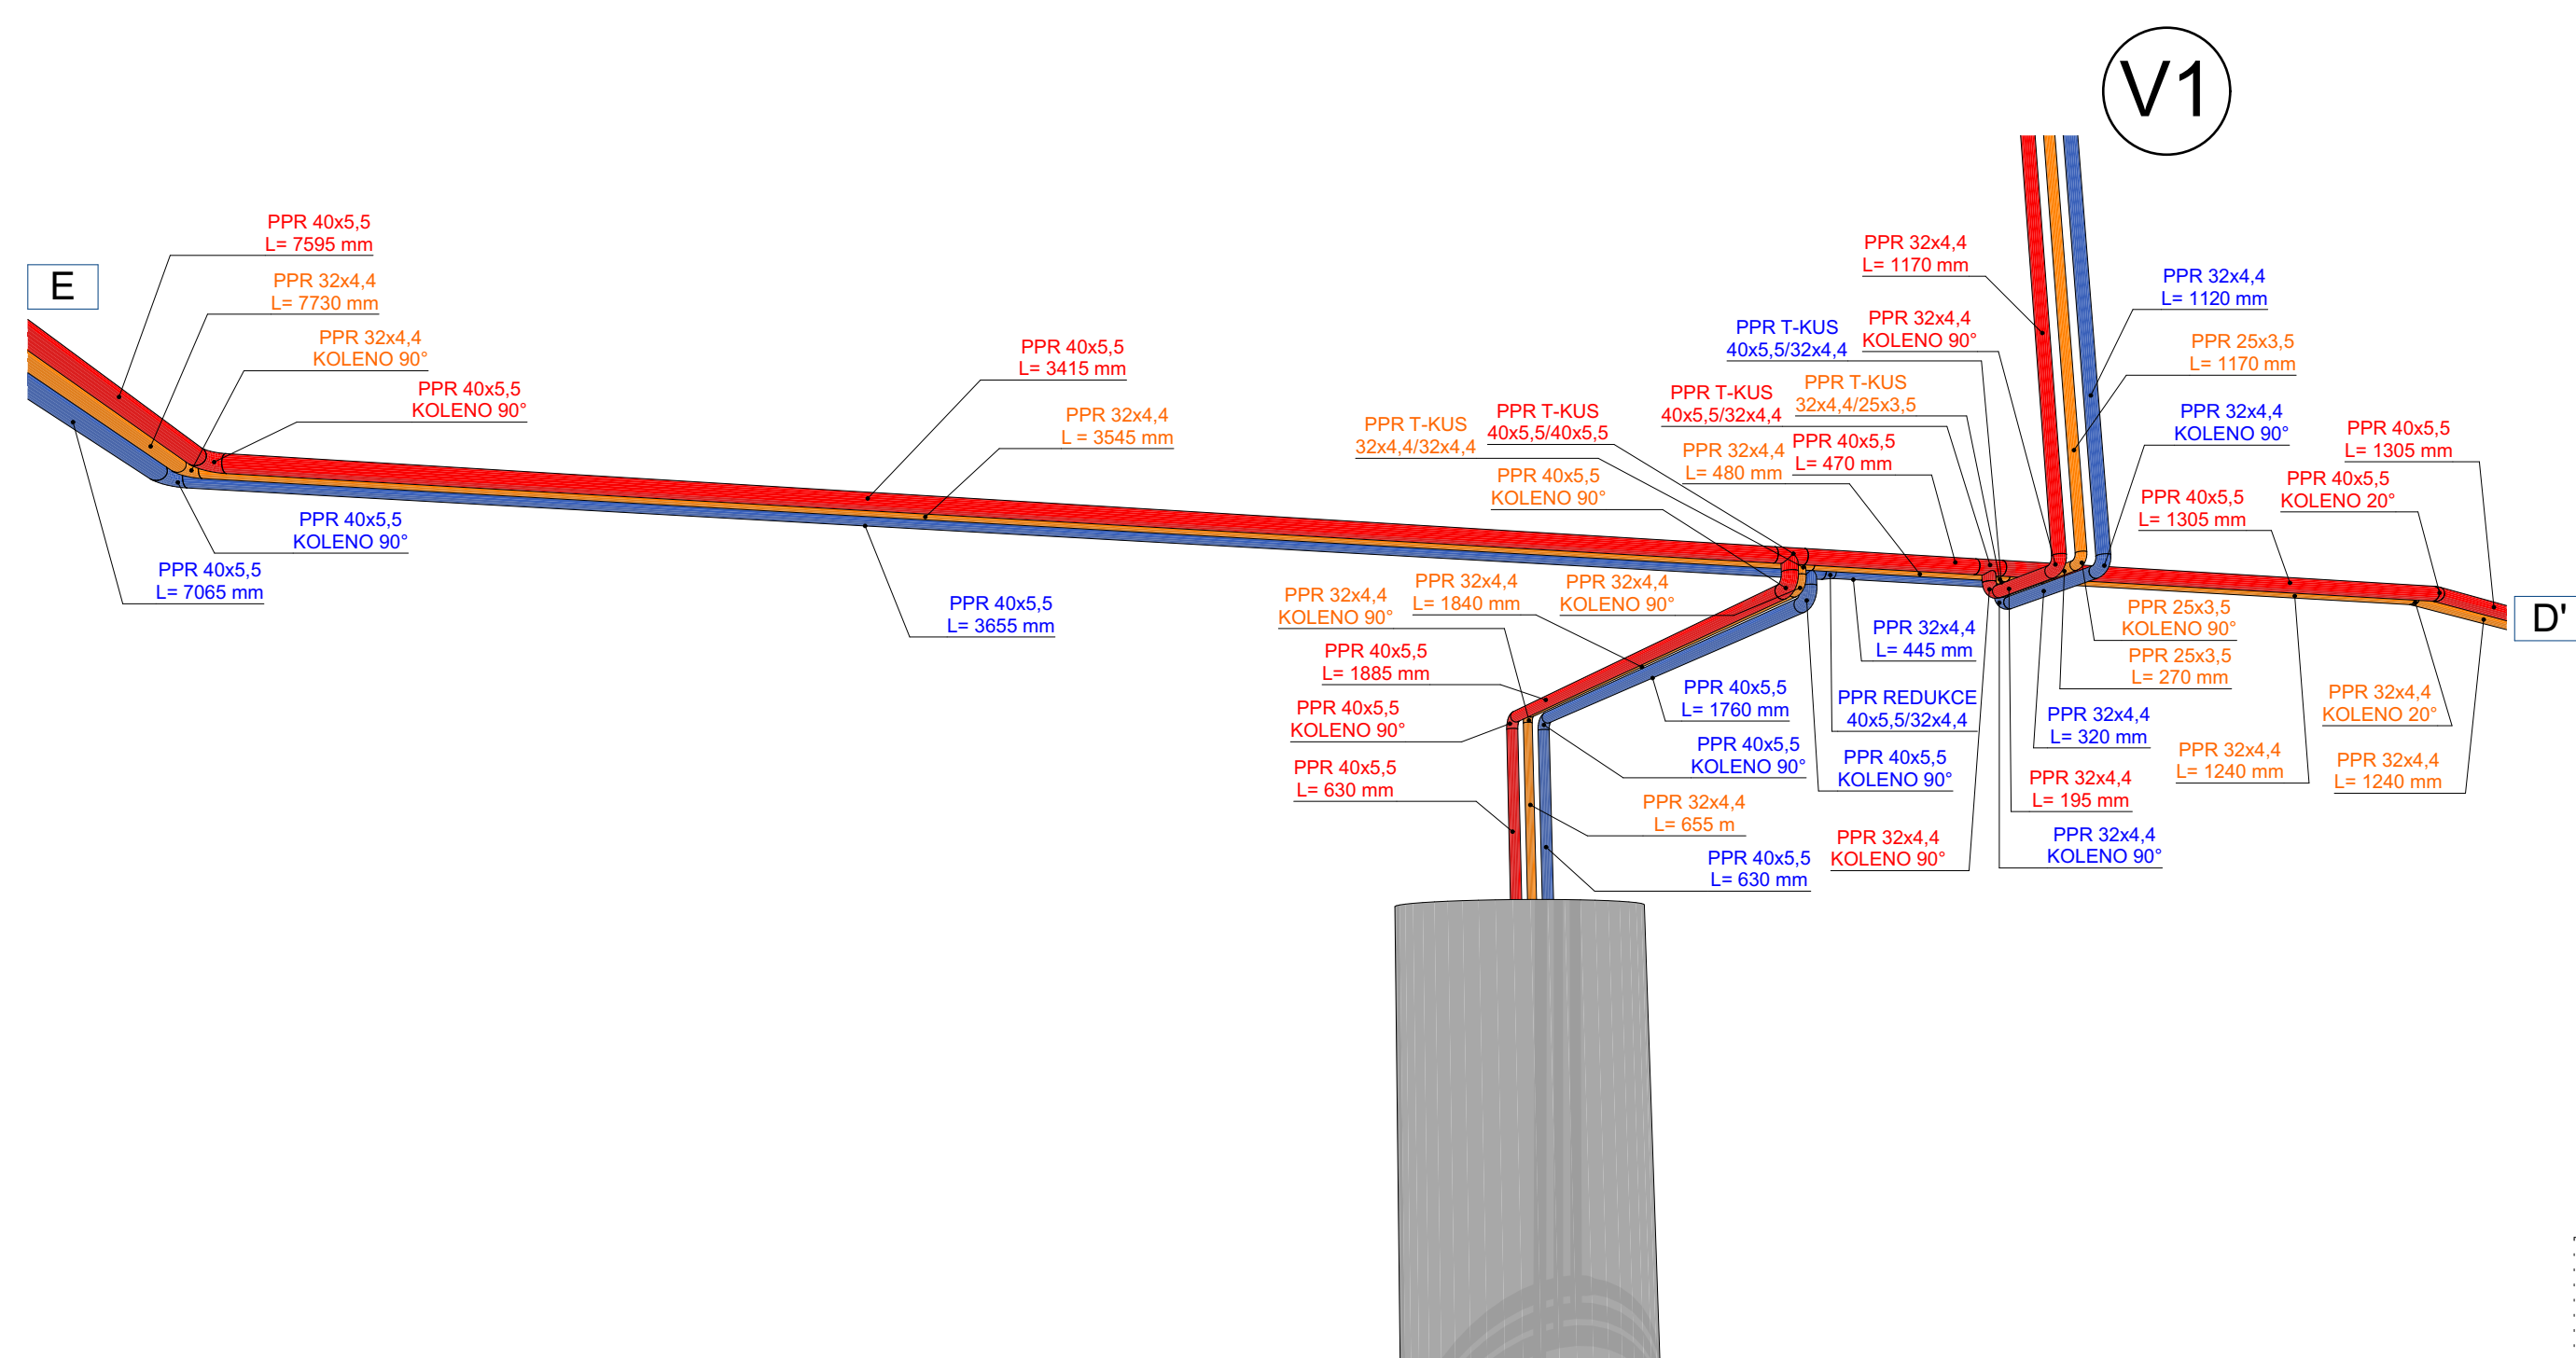 V1
E
PPR 40x5,5
L= 7595 mm
PPR 32x4,4
L= 7730 mm
PPR 32x4,4
KOLENO 90°
PPR 40x5,5
KOLENO 90°
PPR 40x5,5
KOLENO 90°
PPR 40x5,5
L= 7065 mm
PPR 40x5,5
L= 3415 mm
PPR 32x4,4
L = 3545 mm
PPR 40x5,5
L= 3655 mm
PPR T-KUS
32x4,4/32x4,4
PPR T-KUS
40x5,5/40x5,5
PPR 40x5,5
KOLENO 90°
PPR 32x4,4
L= 1170 mm
PPR T-KUS
40x5,5/32x4,4
PPR 32x4,4
KOLENO 90°
PPR T-KUS
40x5,5/32x4,4
PPR T-KUS
32x4,4/25x3,5
PPR 32x4,4
L= 480 mm
PPR 40x5,5
L= 470 mm
PPR 32x4,4
L= 1120 mm
PPR 25x3,5
L= 1170 mm
PPR 32x4,4
KOLENO 90°
PPR 40x5,5
L= 1305 mm
PPR 40x5,5
KOLENO 20°
PPR 40x5,5
L= 1305 mm
D'
PPR 32x4,4
KOLENO 90°
PPR 32x4,4
L= 1840 mm
PPR 32x4,4
KOLENO 90°
PPR 40x5,5
L= 1885 mm
PPR 40x5,5
KOLENO 90°
PPR 40x5,5
L= 630 mm
PPR 32x4,4
L= 445 mm
PPR 40x5,5
L= 1760 mm
PPR REDUKCE
40x5,5/32x4,4
PPR 40x5,5
KOLENO 90°
PPR 40x5,5
KOLENO 90°
PPR 32x4,4
L= 655 m
PPR 40x5,5
L= 630 mm
PPR 32x4,4
KOLENO 90°
PPR 25x3,5
KOLENO 90°
PPR 25x3,5
L= 270 mm
PPR 32x4,4
L= 320 mm
PPR 32x4,4
L= 195 mm
PPR 32x4,4
KOLENO 90°
PPR 32x4,4
L= 1240 mm
PPR 32x4,4
KOLENO 20°
PPR 32x4,4
L= 1240 mm